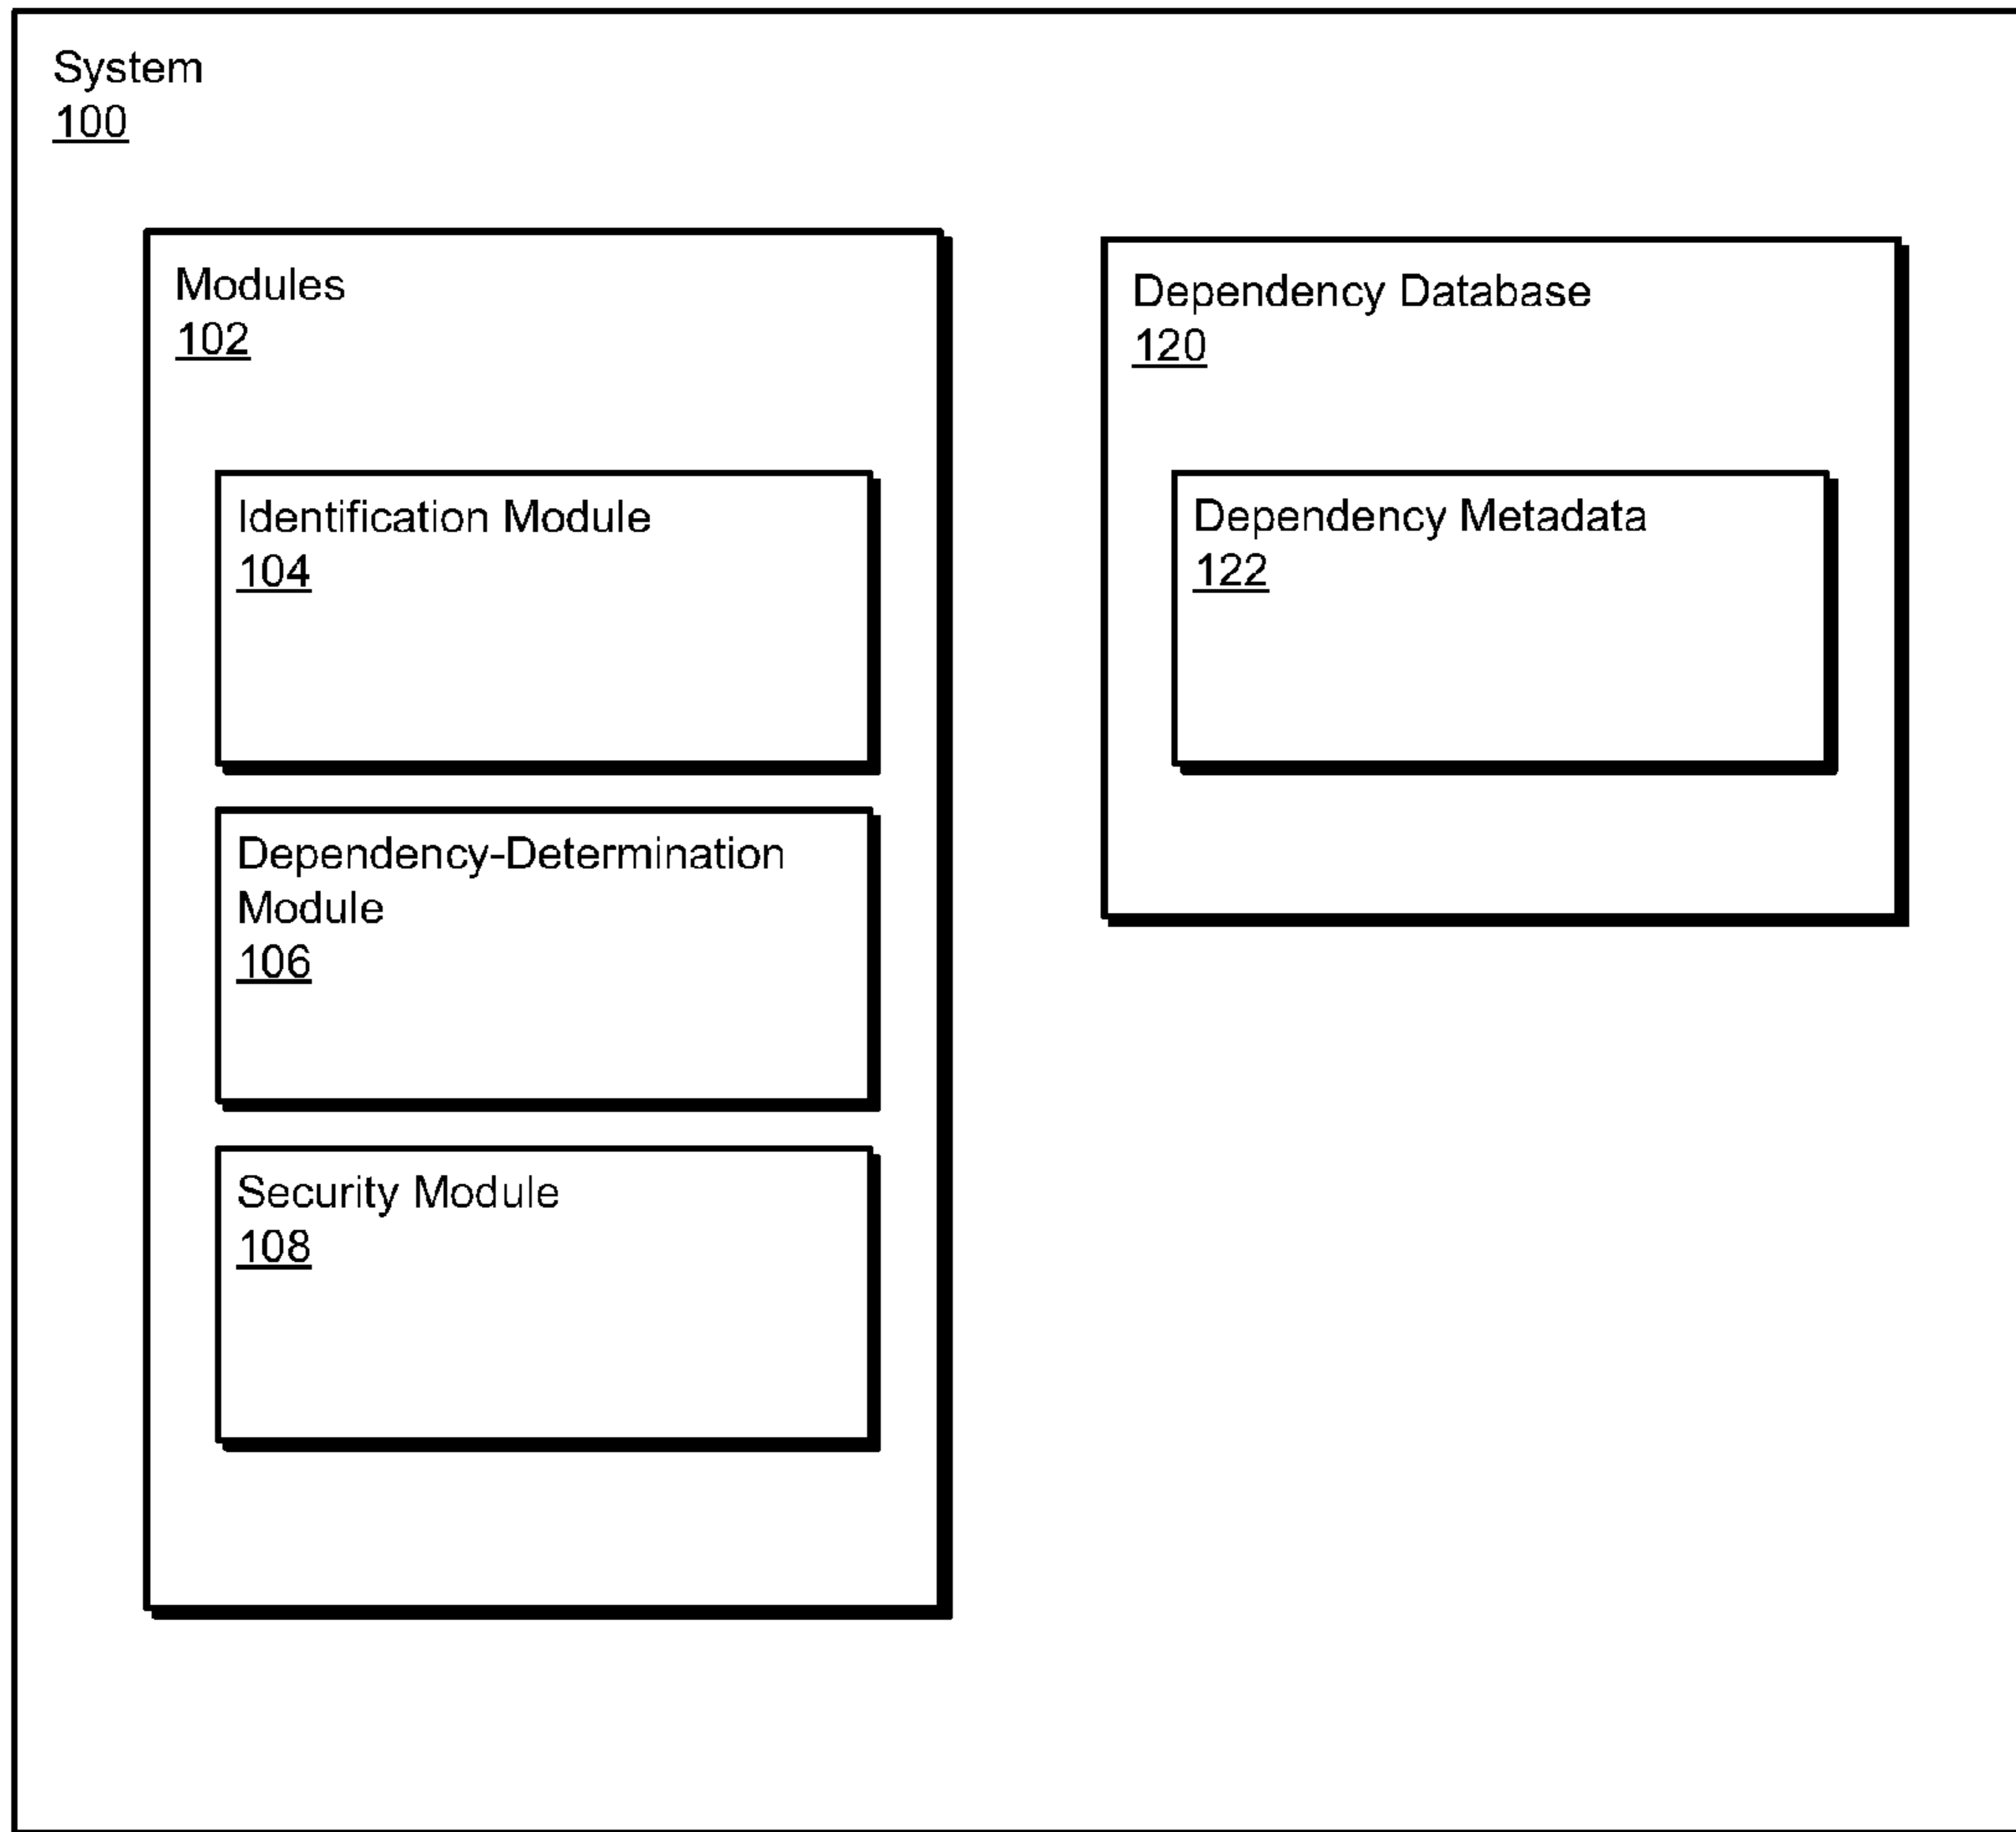 System
100
Modules
102
Identification Module
104
Dependency-Determination
Module
106
Security Module
108
Dependency Database
120
Dependency Metadata
122